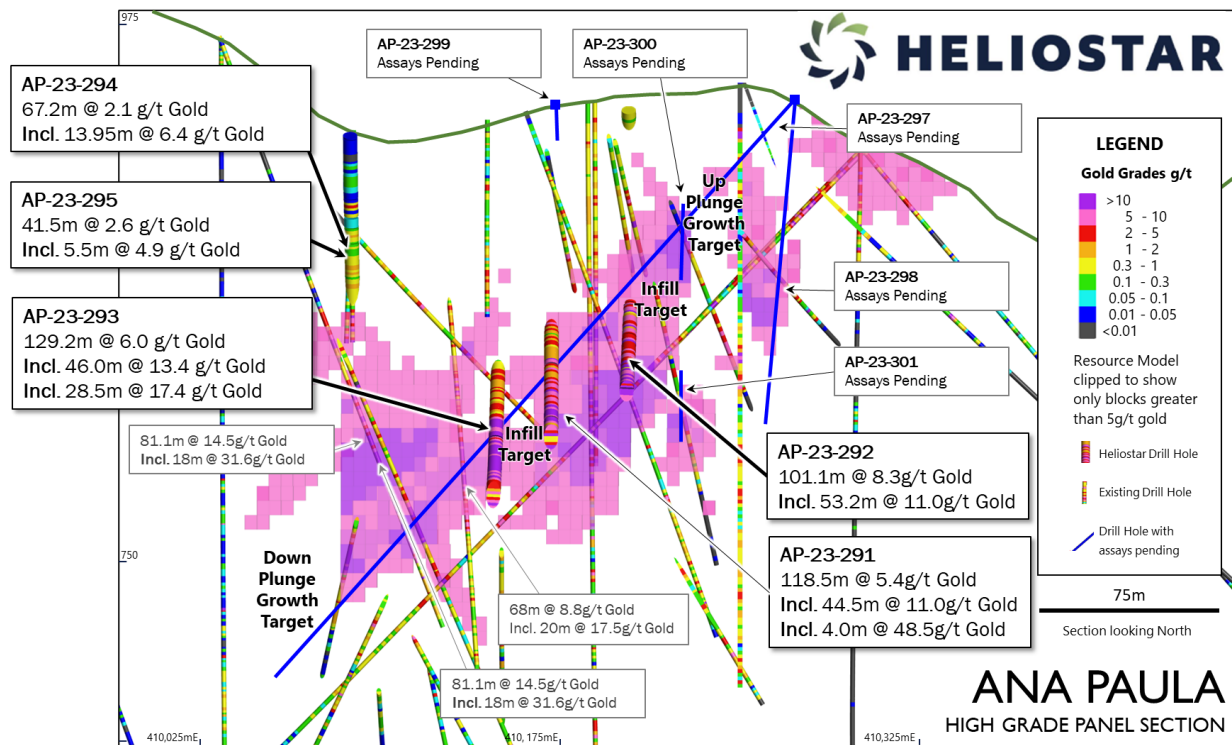 975
AP-23-299
Assays Pending
AP-23-300
Assays Pending
HELIOSTAR
AP-23-294
67.2m @ 2.1 g/t Gold
Incl. 13.95m @ 6.4 g/t Gold
AP-23-297
Assays Pending
LEGEND
Gold Grades g/t
>10
5 - 10
2 - 5
1 - 2
0.3 - 1
0.1 - 0.3
0.05 - 0.1
0.01 - 0.05
<0.01
Resource Model
clipped to show
only blocks greater
than 5g/t gold
Heliostar Drill Hole
Existing Drill Hole
Drill Hole with
assays pending
AP-23-295
41.5m @ 2.6 g/t Gold
Incl. 5.5m @ 4.9 g/t Gold
Up
Plunge
Growth
Target
AP-23-298
Assays Pending
Infill
Target
AP-23-293
129.2m @ 6.0 g/t Gold
Incl. 46.0m @ 13.4 g/t Gold
Incl. 28.5m @ 17.4 g/t Gold
AP-23-301
Assays Pending
81.1m @ 14.5g/t Gold
Incl. 18m @ 31.6g/t Gold
Infill
Target
AP-23-292
101.1m @ 8.3g/t Gold
Incl. 53.2m @ 11.0g/t Gold
750
Down
Plunge
Growth
Target
AP-23-291
118.5m @ 5.4g/t Gold
Incl. 44.5m @ 11.0g/t Gold
Incl. 4.0m @ 48.5g/t Gold
68m @ 8.8g/t Gold
Incl. 20m @ 17.5g/t Gold
81.1m @ 14.5g/t Gold
Incl. 18m @ 31.6g/t Gold
75m
Section looking North
ANA PAULA
HIGH GRADE PANEL SECTION
410,025mE
410,175mE
410,325mE